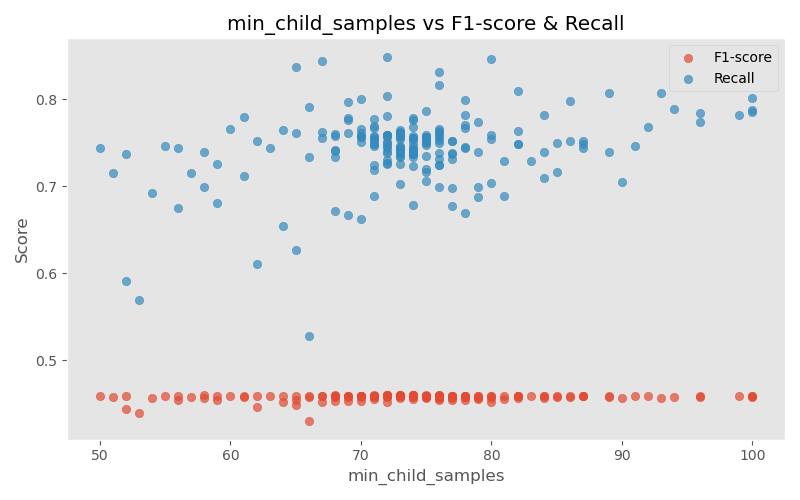 min_child_samples vs F1-score & Recall
F1-score
Recall
Score
0.8
0.7
0.6
0.5
50 60 70 80 90 100
min_child_samples